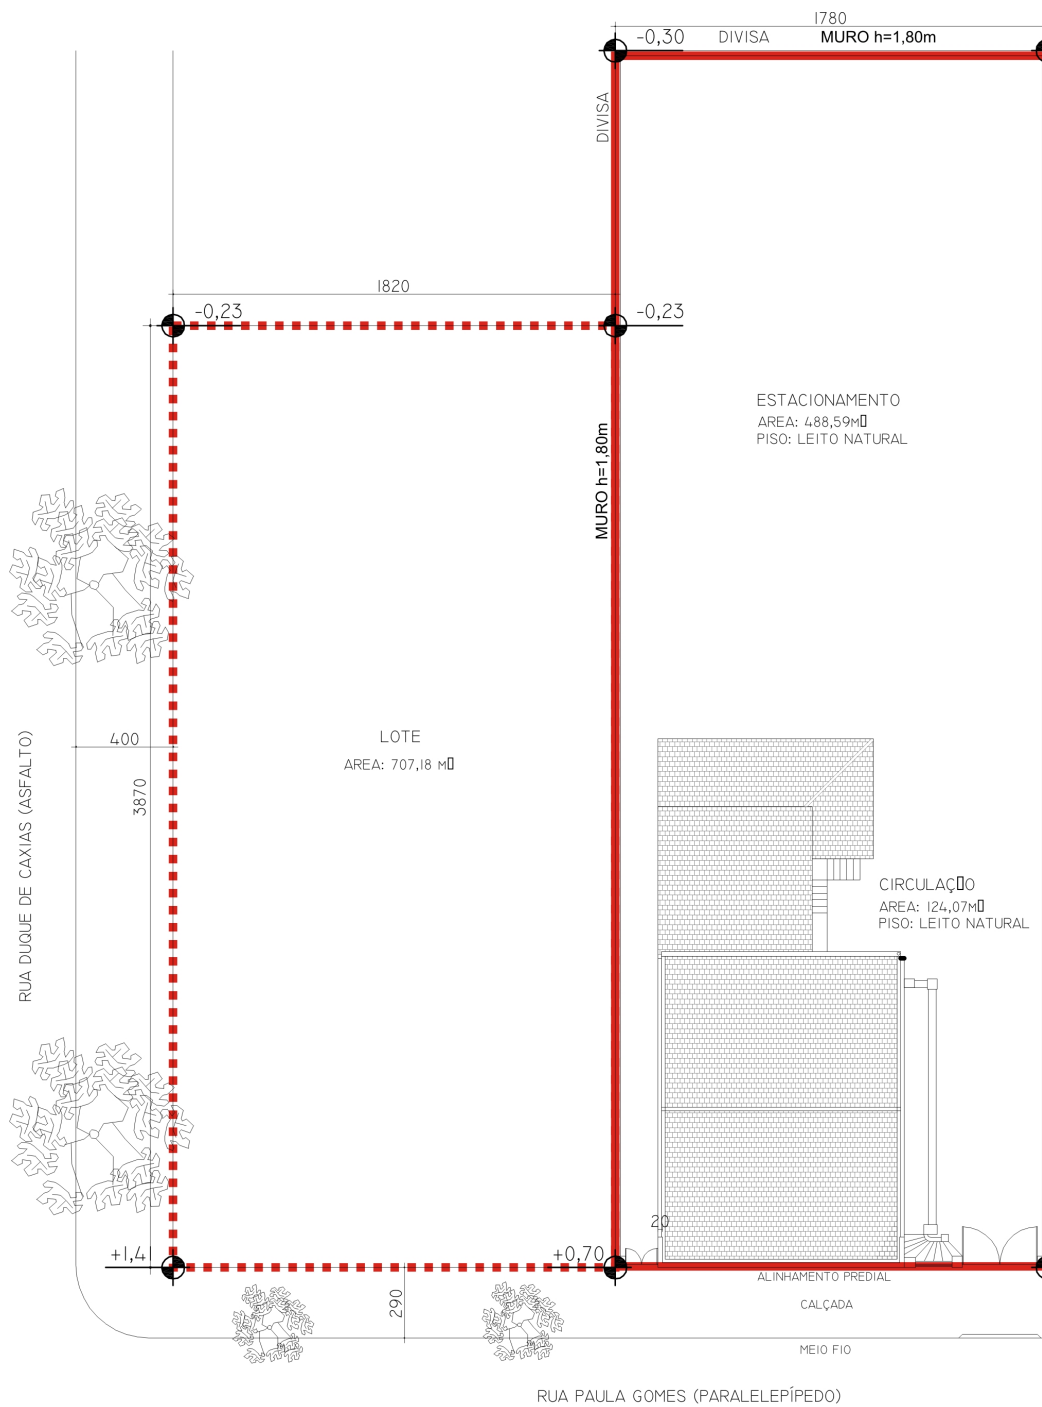 1780
-0,30
DIVISA
MURO h=1,80m
DIVISA
1820
-0,23
-0,23
ESTACIONAMENTO
AREA: 488,59M▯
PISO: LEITO NATURAL
MURO h=1,80m
LOTE
AREA: 707,18 M▯
400
3870
RUA DUQUE DE CAXIAS (ASFALTO)
CIRCULAÇ▯O
AREA: 124,07M▯
PISO: LEITO NATURAL
20
+1,4
+0,70
ALINHAMENTO PREDIAL
290
CALÇADA
MEIO FIO
RUA PAULA GOMES (PARALELEPÍPEDO)